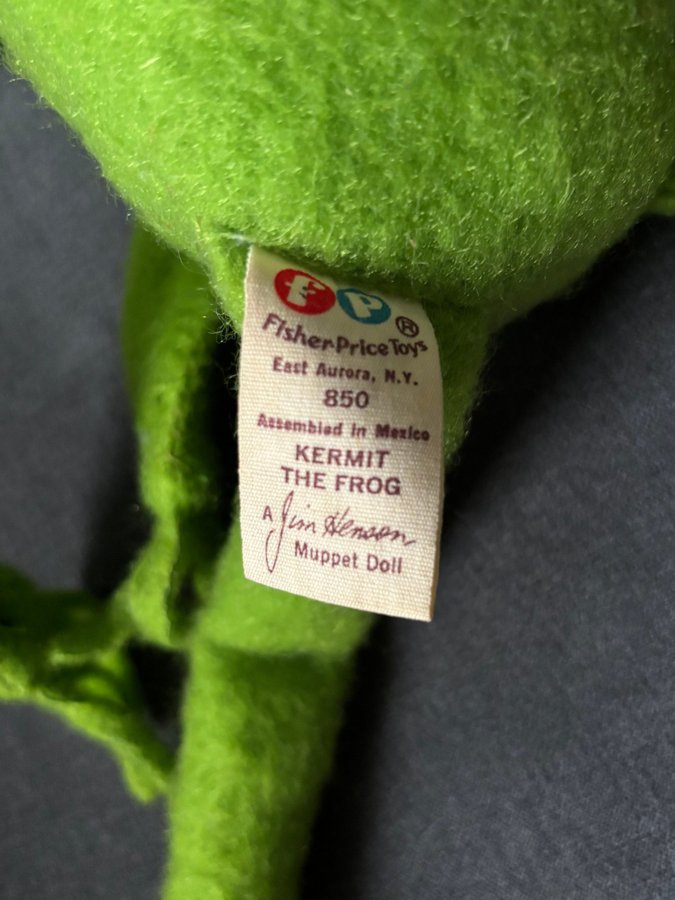 fP®
Fisher-Price Toys
East Aurora, N.Y.
850
Assembled in Mexico
KERMIT
THE FROG
A Jim Henson
Muppet Doll